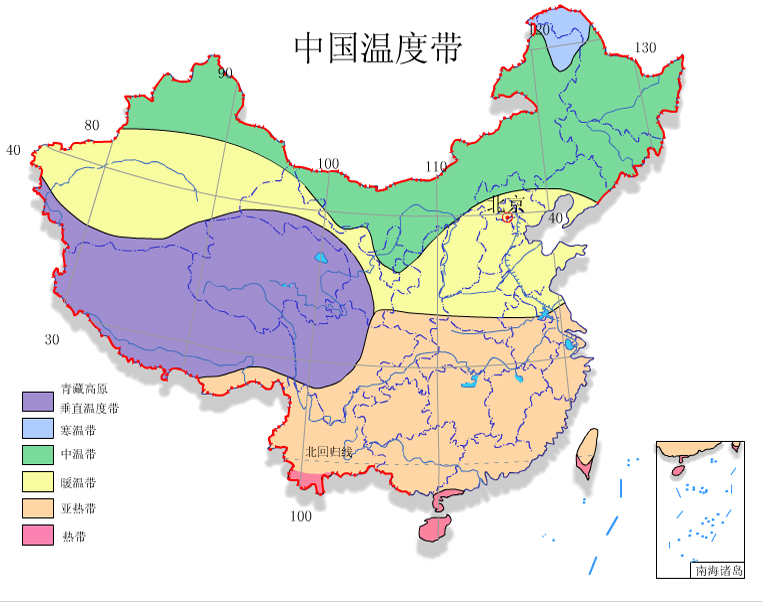 中国温度带
120
130
90
80
40
100
110
北京
40
30
青藏高原
垂直温度带
寒温带
中温带
暖温带
亚热带
热带
北回归线
100
南海诸岛